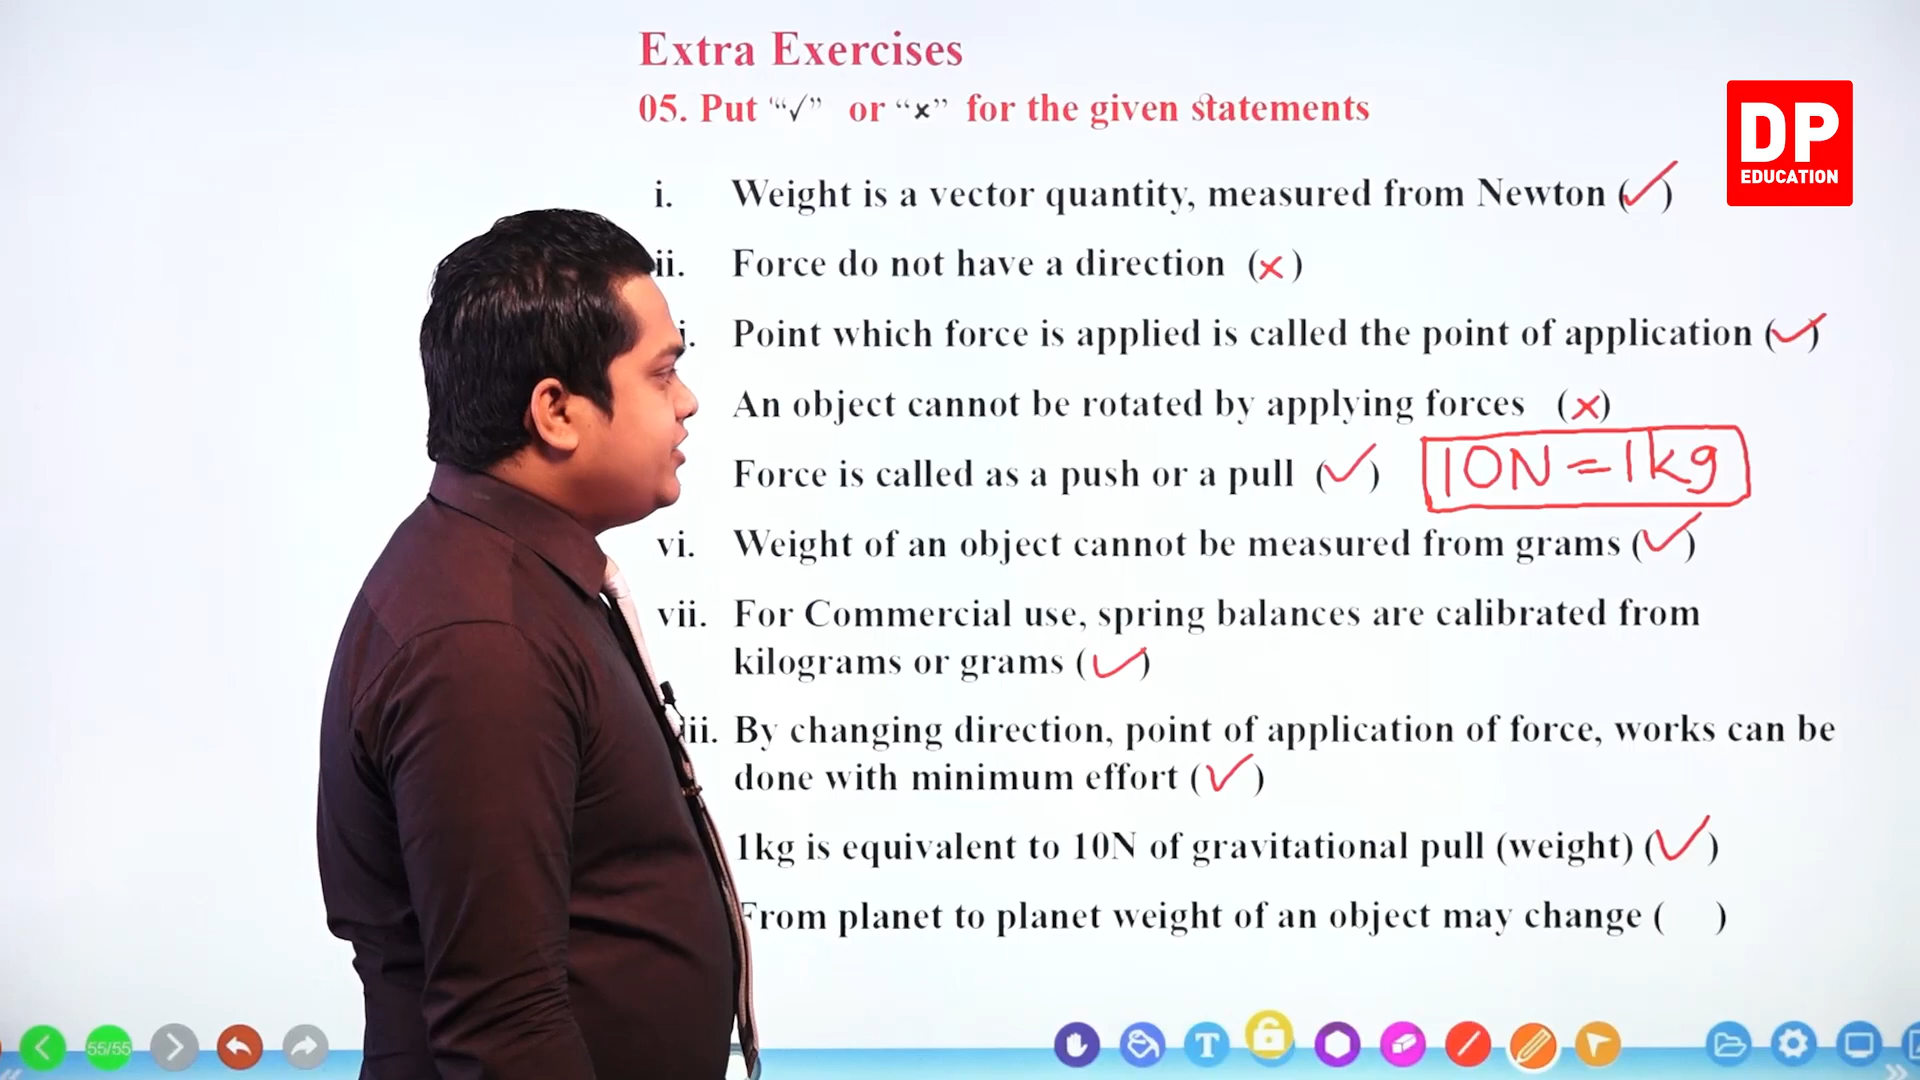 Extra Exercises
05. Put "“√” or “×” for the given statements
DP
EDUCATION
i. Weight is a vector quantity, measured from Newton (✓)
ii. Force do not have a direction (×)
i. Point which force is applied is called the point of application (✓)
An object cannot be rotated by applying forces (×)
Force is called as a push or a pull (✓) 10N = 1kg
vi. Weight of an object cannot be measured from grams (✓)
vii. For Commercial use, spring balances are calibrated from
kilograms or grams (✓)
iii. By changing direction, point of application of force, works can be
done with minimum effort (✓)
1kg is equivalent to 10N of gravitational pull (weight) (✓)
From planet to planet weight of an object may change ( )
55/55
T